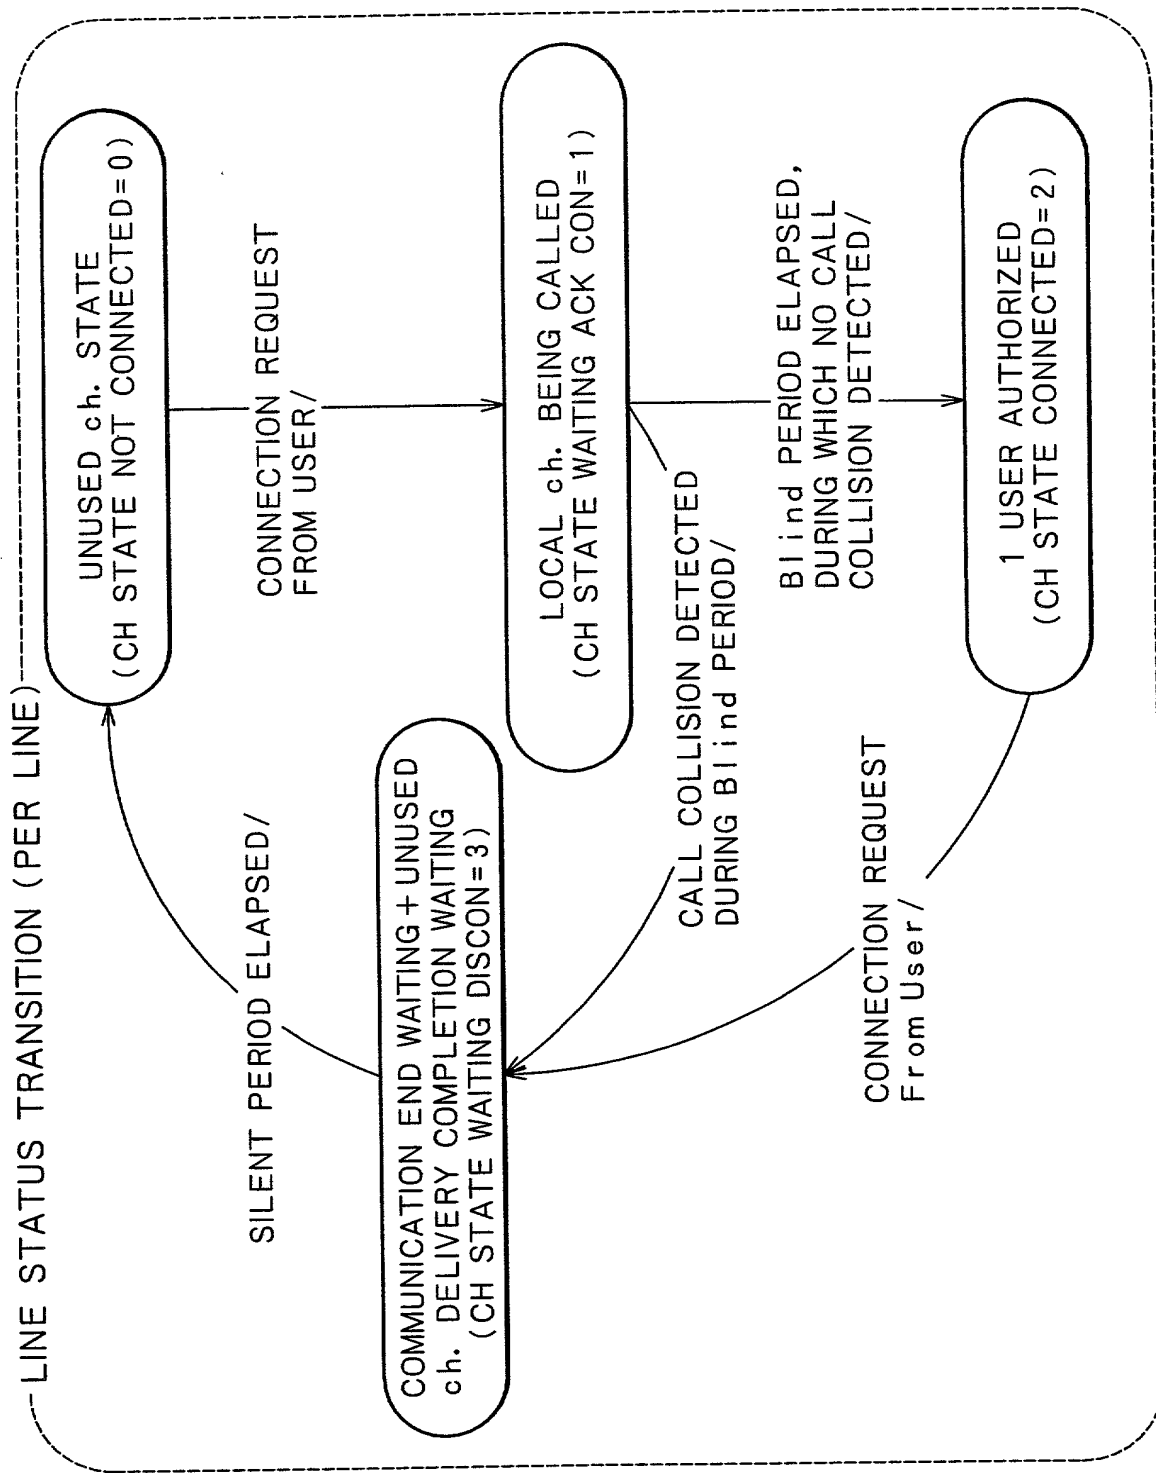 LINE STATUS TRANSITION (PER LINE)
UNUSED ch. STATE
(CH STATE NOT CONNECTED=0)
SILENT PERIOD ELAPSED/
CONNECTION REQUEST
FROM USER/
COMMUNICATION END WAITING+UNUSED
ch. DELIVERY COMPLETION WAITING
(CH STATE WAITING DISCON=3)
LOCAL ch. BEING CALLED
(CH STATE WAITING ACK CON=1)
CALL COLLISION DETECTED
DURING Blind PERIOD/
Blind PERIOD ELAPSED,
DURING WHICH NO CALL
COLLISION DETECTED/
CONNECTION REQUEST
From User/
1 USER AUTHORIZED
(CH STATE CONNECTED=2)